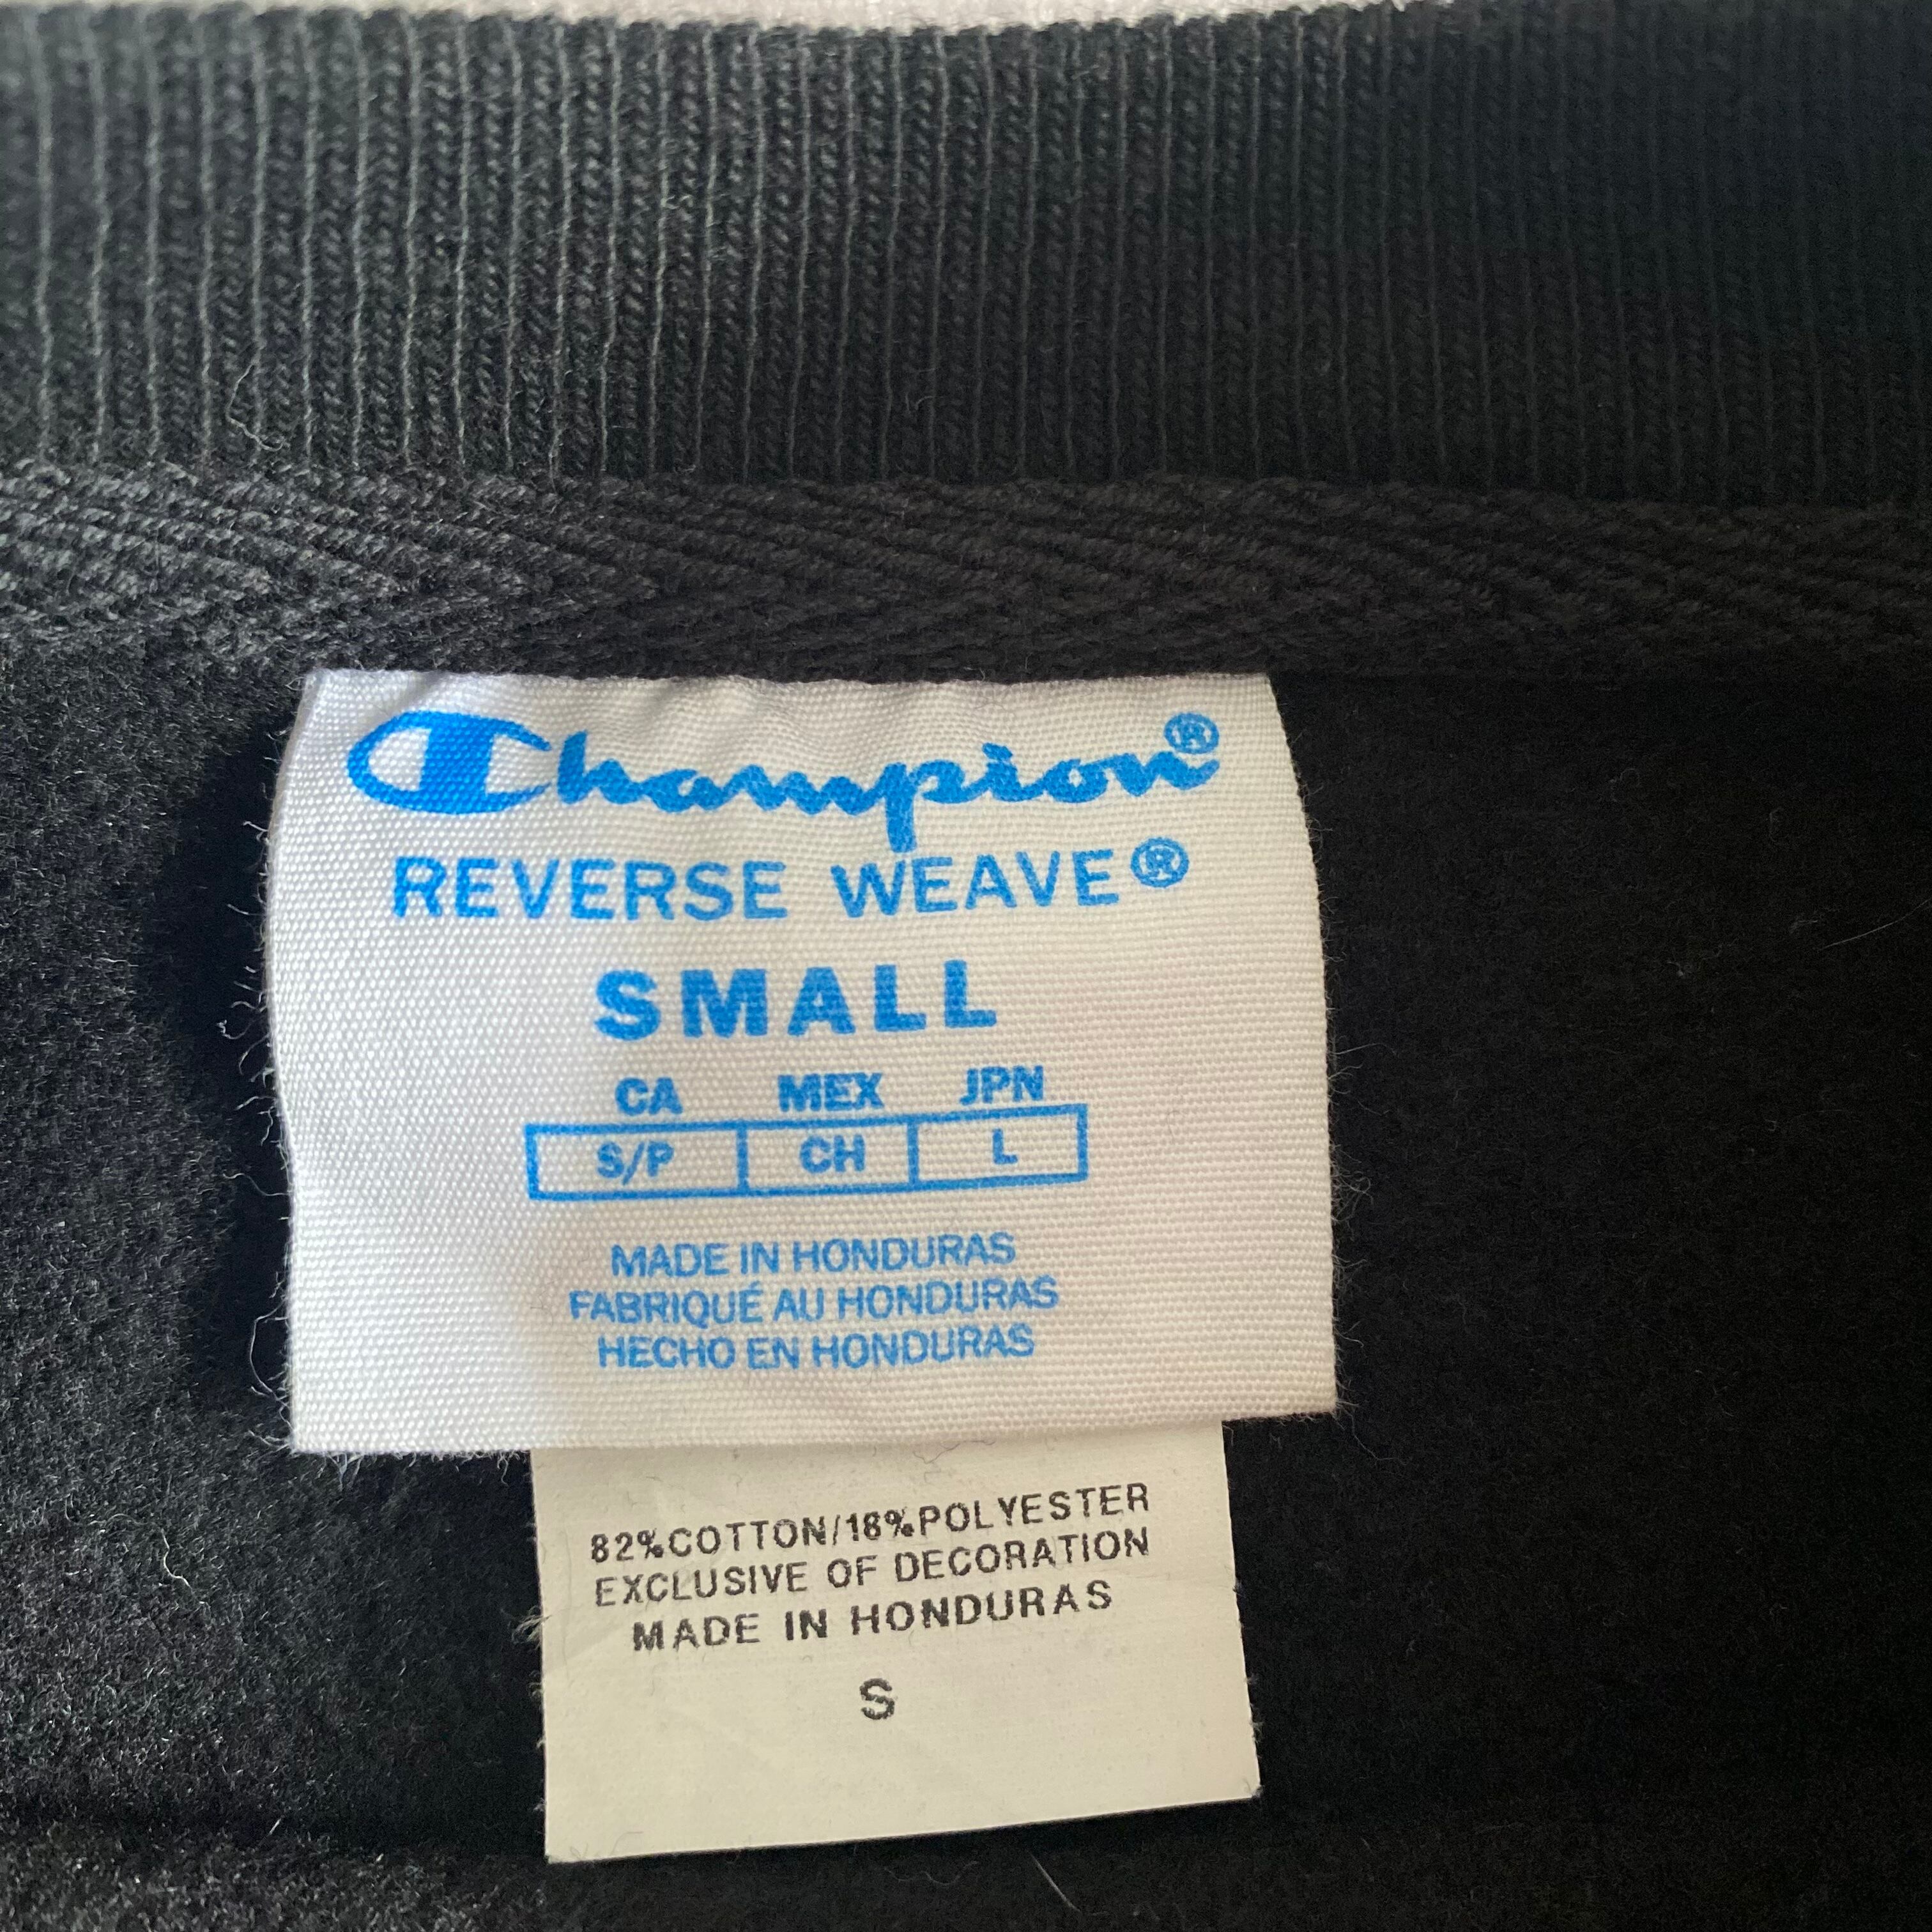 Champion®
REVERSE WEAVE®
SMALL
CA MEX JPN
S/P CH L
MADE IN HONDURAS
FABRIQUÉ AU HONDURAS
HECHO EN HONDURAS
82%COTTON/18%POLYESTER
EXCLUSIVE OF DECORATION
MADE IN HONDURAS
S